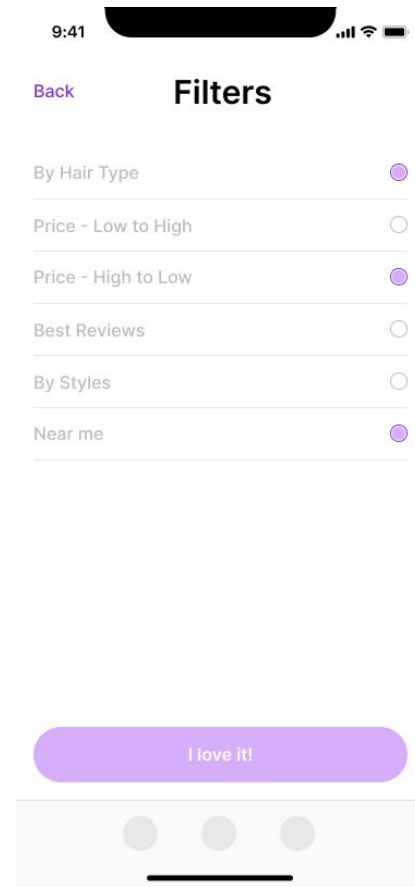 9:41
Back
Filters
By Hair Type
Price - Low to High
Price - High to Low
Best Reviews
By Styles
Near me
I love it!